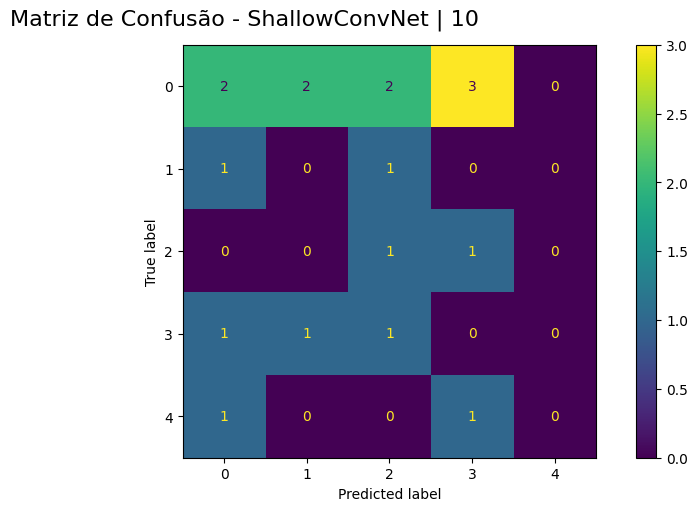 Matriz de Confusão - ShallowConvNet | 10
3.0
0 2 2 2 3 0
2.5
1 1 0 1 0 0
2.0
True label
2 0 0 1 1 0
1.5
1.0
3 1 1 1 0 0
0.5
4 1 0 0 1 0
0.0
0 1 2 3 4
Predicted label